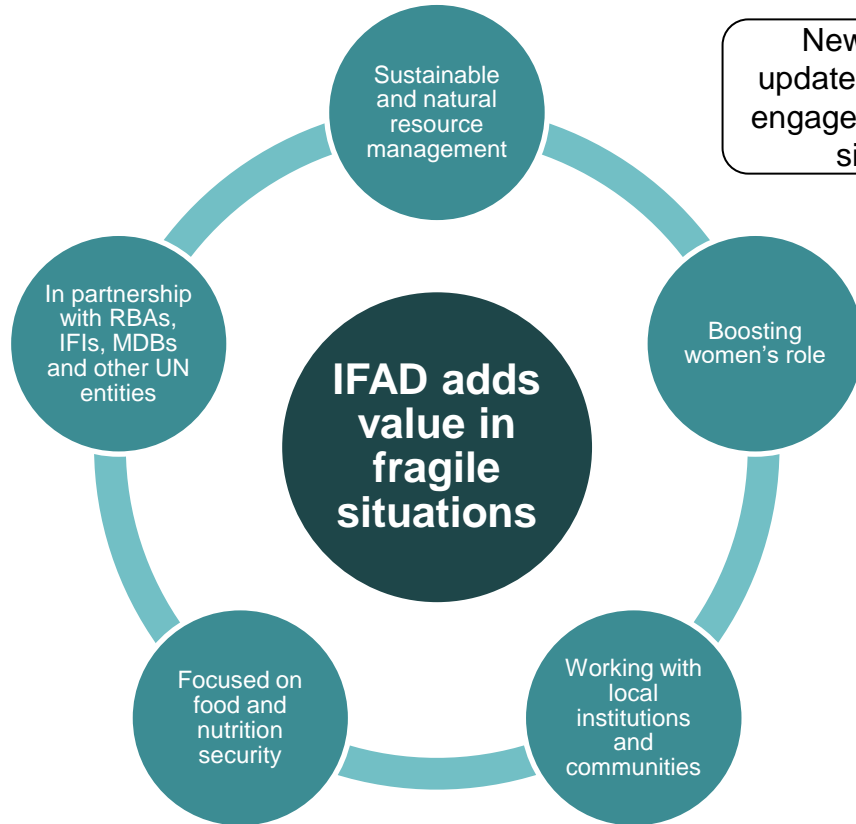 Sustainable
and natural
resource
management
New
update
engage
si
Boosting
women's role
Working with
local
institutions
and
communities
Focused on
food and
nutrition
security
In partnership
with RBAs,
IFIs, MDBs
and other UN
entities
IFAD adds
value in
fragile
situations